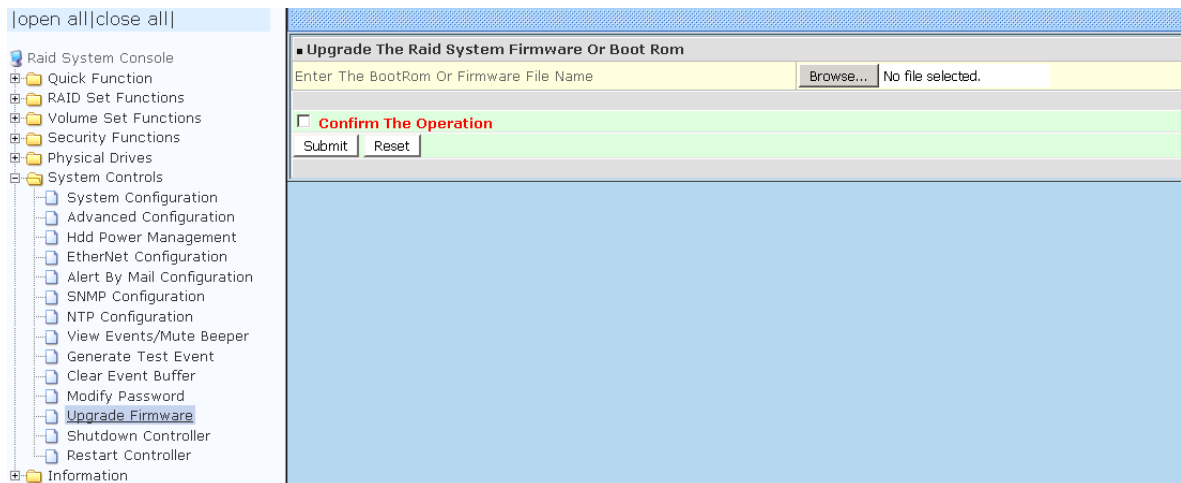 |open all|close all|
Raid System Console
Quick Function
RAID Set Functions
Volume Set Functions
Security Functions
Physical Drives
System Controls
System Configuration
Advanced Configuration
Hdd Power Management
EtherNet Configuration
Alert By Mail Configuration
SNMP Configuration
NTP Configuration
View Events/Mute Beeper
Generate Test Event
Clear Event Buffer
Modify Password
Upgrade Firmware
Shutdown Controller
Restart Controller
Information
Upgrade The Raid System Firmware Or Boot Rom
Enter The BootRom Or Firmware File Name
Browse... No file selected.
Confirm The Operation
Submit Reset